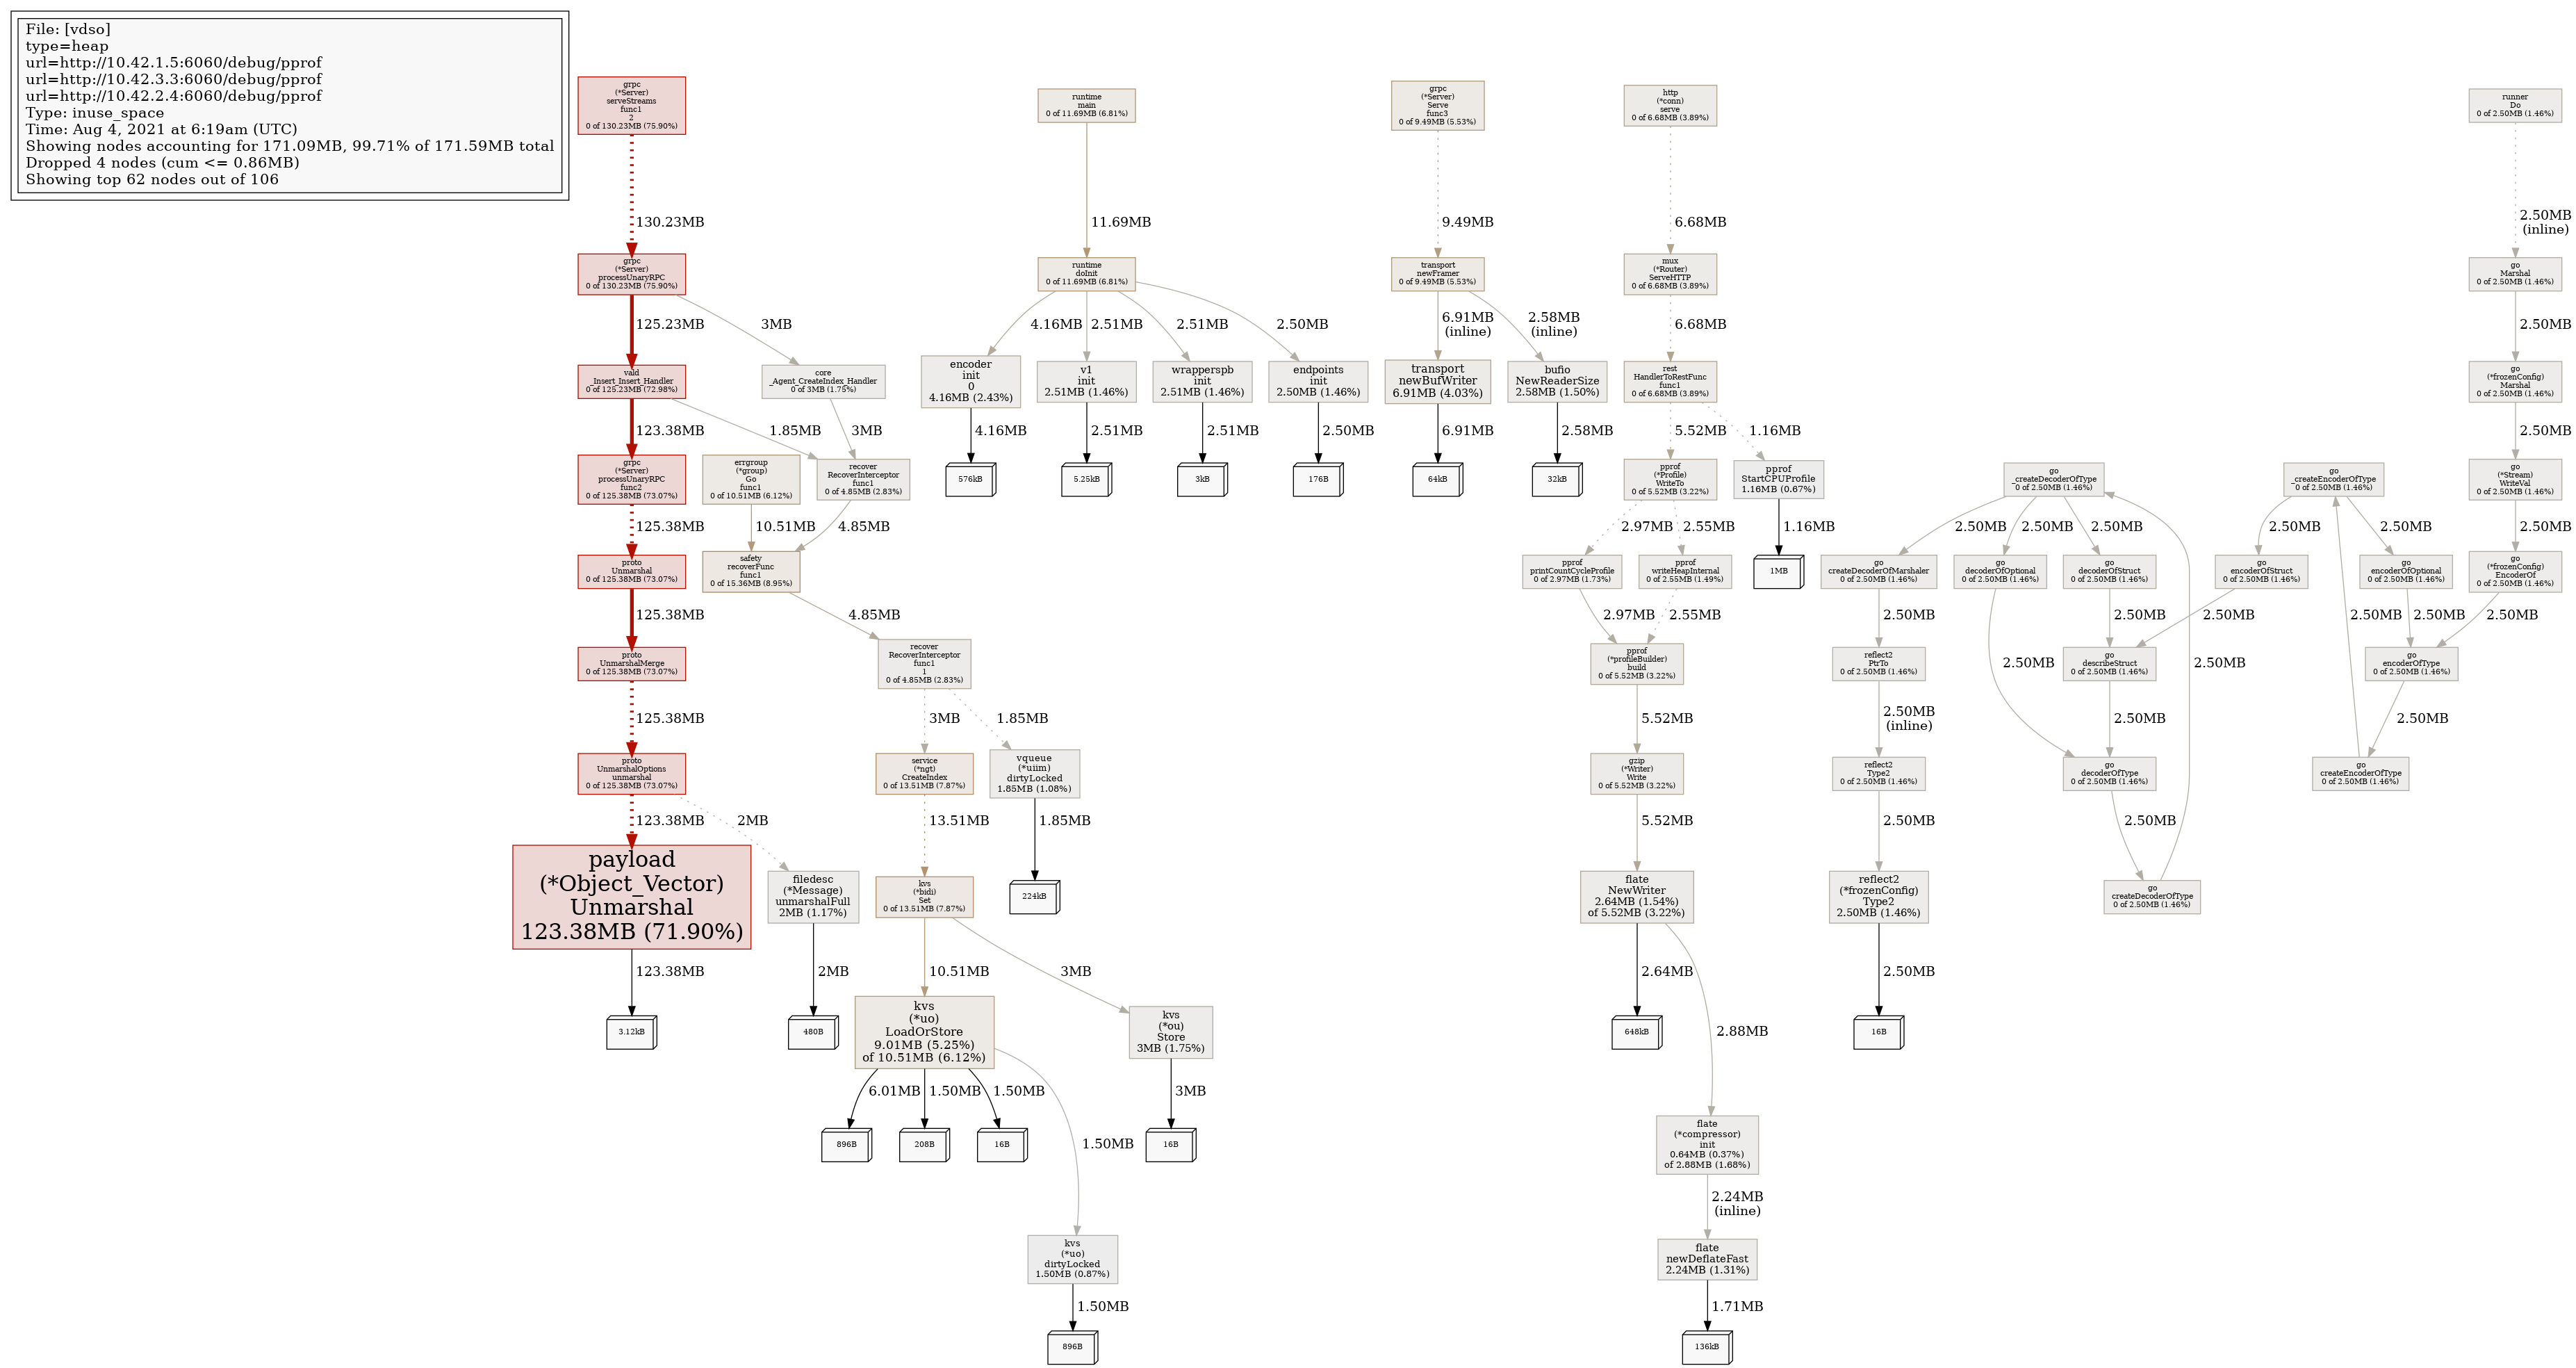 File: [vdso]
type=heap
url=http://10.42.1.5:6060/debug/pprof
url=http://10.42.3.3:6060/debug/pprof
url=http://10.42.2.4:6060/debug/pprof
Type: inuse_space
Time: Aug 4, 2021 at 6:19am (UTC)
Showing nodes accounting for 171.09MB, 99.71% of 171.59MB total
Dropped 4 nodes (cum <= 0.86MB)
Showing top 62 nodes out of 106
grpc
(*Server)
serveStreams
func1
2
0 of 130.23MB (75.90%)
130.23MB
grpc
(*Server)
processUnaryRPC
0 of 130.23MB (75.90%)
125.23MB
3MB
vald
_Insert_Insert_Handler
0 of 125.23MB (72.98%)
core
_Agent_CreateIndex_Handler
0 of 3MB (1.75%)
123.38MB
1.85MB
3MB
grpc
(*Server)
processUnaryRPC
func2
0 of 125.38MB (73.07%)
errgroup
(*group)
Go
func1
0 of 10.51MB (6.12%)
recover
RecoverInterceptor
func1
0 of 4.85MB (2.83%)
125.38MB
10.51MB
4.85MB
proto
Unmarshal
0 of 125.38MB (73.07%)
safety
recoverFunc
func1
0 of 15.36MB (8.95%)
125.38MB
4.85MB
proto
UnmarshalMerge
0 of 125.38MB (73.07%)
recover
RecoverInterceptor
func1
1
0 of 4.85MB (2.83%)
125.38MB
3MB
1.85MB
proto
UnmarshalOptions
unmarshal
0 of 125.38MB (73.07%)
service
(*ngt)
CreateIndex
0 of 13.51MB (7.87%)
vqueue
(*uiim)
dirtyLocked
1.85MB (1.08%)
123.38MB
2MB
13.51MB
1.85MB
payload
(*Object_Vector)
Unmarshal
123.38MB (71.90%)
filedesc
(*Message)
unmarshalFull
2MB (1.17%)
kvs
(*bidi)
Set
0 of 13.51MB (7.87%)
224kB
123.38MB
2MB
10.51MB
3MB
3.12kB
480B
kvs
(*uo)
LoadOrStore
9.01MB (5.25%)
of 10.51MB (6.12%)
kvs
(*ou)
Store
3MB (1.75%)
6.01MB
1.50MB
1.50MB
1.50MB
3MB
896B
208B
16B
16B
kvs
(*uo)
dirtyLocked
1.50MB (0.87%)
1.50MB
896B
runtime
main
0 of 11.69MB (6.81%)
11.69MB
runtime
doInit
0 of 11.69MB (6.81%)
4.16MB
2.51MB
2.51MB
2.50MB
encoder
init
0
4.16MB (2.43%)
v1
init
2.51MB (1.46%)
wrapperspb
init
2.51MB (1.46%)
endpoints
init
2.50MB (1.46%)
4.16MB
2.51MB
2.51MB
2.50MB
576kB
5.25kB
3kB
176B
grpc
(*Server)
Serve
func3
0 of 9.49MB (5.53%)
9.49MB
transport
newFramer
0 of 9.49MB (5.53%)
6.91MB
(inline)
2.58MB
(inline)
transport
newBufWriter
6.91MB (4.03%)
bufio
NewReaderSize
2.58MB (1.50%)
6.91MB
2.58MB
64kB
32kB
http
(*conn)
serve
0 of 6.68MB (3.89%)
6.68MB
mux
(*Router)
ServeHTTP
0 of 6.68MB (3.89%)
6.68MB
rest
HandlerToRestFunc
func1
0 of 6.68MB (3.89%)
5.52MB
1.16MB
pprof
(*Profile)
WriteTo
0 of 5.52MB (3.22%)
pprof
StartCPUProfile
1.16MB (0.67%)
2.97MB
2.55MB
1.16MB
pprof
printCountCycleProfile
0 of 2.97MB (1.73%)
pprof
writeHeapInternal
0 of 2.55MB (1.49%)
1MB
2.97MB
2.55MB
pprof
(*profileBuilder)
build
0 of 5.52MB (3.22%)
5.52MB
gzip
(*Writer)
Write
0 of 5.52MB (3.22%)
5.52MB
flate
NewWriter
2.64MB (1.54%)
of 5.52MB (3.22%)
2.64MB
2.88MB
648kB
flate
(*compressor)
init
0.64MB (0.37%)
of 2.88MB (1.68%)
2.24MB
(inline)
flate
newDeflateFast
2.24MB (1.31%)
1.71MB
136kB
go
_createDecoderOfType
0 of 2.50MB (1.46%)
2.50MB
2.50MB
2.50MB
go
createDecoderOfMarshaler
0 of 2.50MB (1.46%)
go
decoderOfOptional
0 of 2.50MB (1.46%)
go
decoderOfStruct
0 of 2.50MB (1.46%)
2.50MB
2.50MB
2.50MB
2.50MB
reflect2
PtrTo
0 of 2.50MB (1.46%)
go
describeStruct
0 of 2.50MB (1.46%)
2.50MB
(inline)
2.50MB
2.50MB
reflect2
Type2
0 of 2.50MB (1.46%)
go
decoderOfType
0 of 2.50MB (1.46%)
2.50MB
2.50MB
reflect2
(*frozenConfig)
Type2
2.50MB (1.46%)
go
createDecoderOfType
0 of 2.50MB (1.46%)
2.50MB
16B
go
_createEncoderOfType
0 of 2.50MB (1.46%)
2.50MB
2.50MB
go
encoderOfStruct
0 of 2.50MB (1.46%)
go
encoderOfOptional
0 of 2.50MB (1.46%)
2.50MB
2.50MB
2.50MB
go
encoderOfType
0 of 2.50MB (1.46%)
2.50MB
go
createEncoderOfType
0 of 2.50MB (1.46%)
runner
Do
0 of 2.50MB (1.46%)
2.50MB
(inline)
go
Marshal
0 of 2.50MB (1.46%)
2.50MB
go
(*frozenConfig)
Marshal
0 of 2.50MB (1.46%)
2.50MB
go
(*Stream)
WriteVal
0 of 2.50MB (1.46%)
2.50MB
go
(*frozenConfig)
EncoderOf
0 of 2.50MB (1.46%)